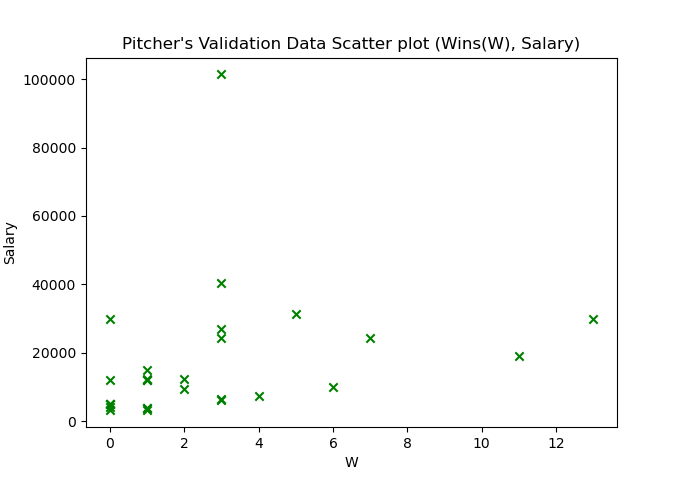 Pitcher's Validation Data Scatter plot (Wins(W), Salary)
100000
80000
60000
40000
20000
0
Salary
0 2 4 6 8 10 12
W